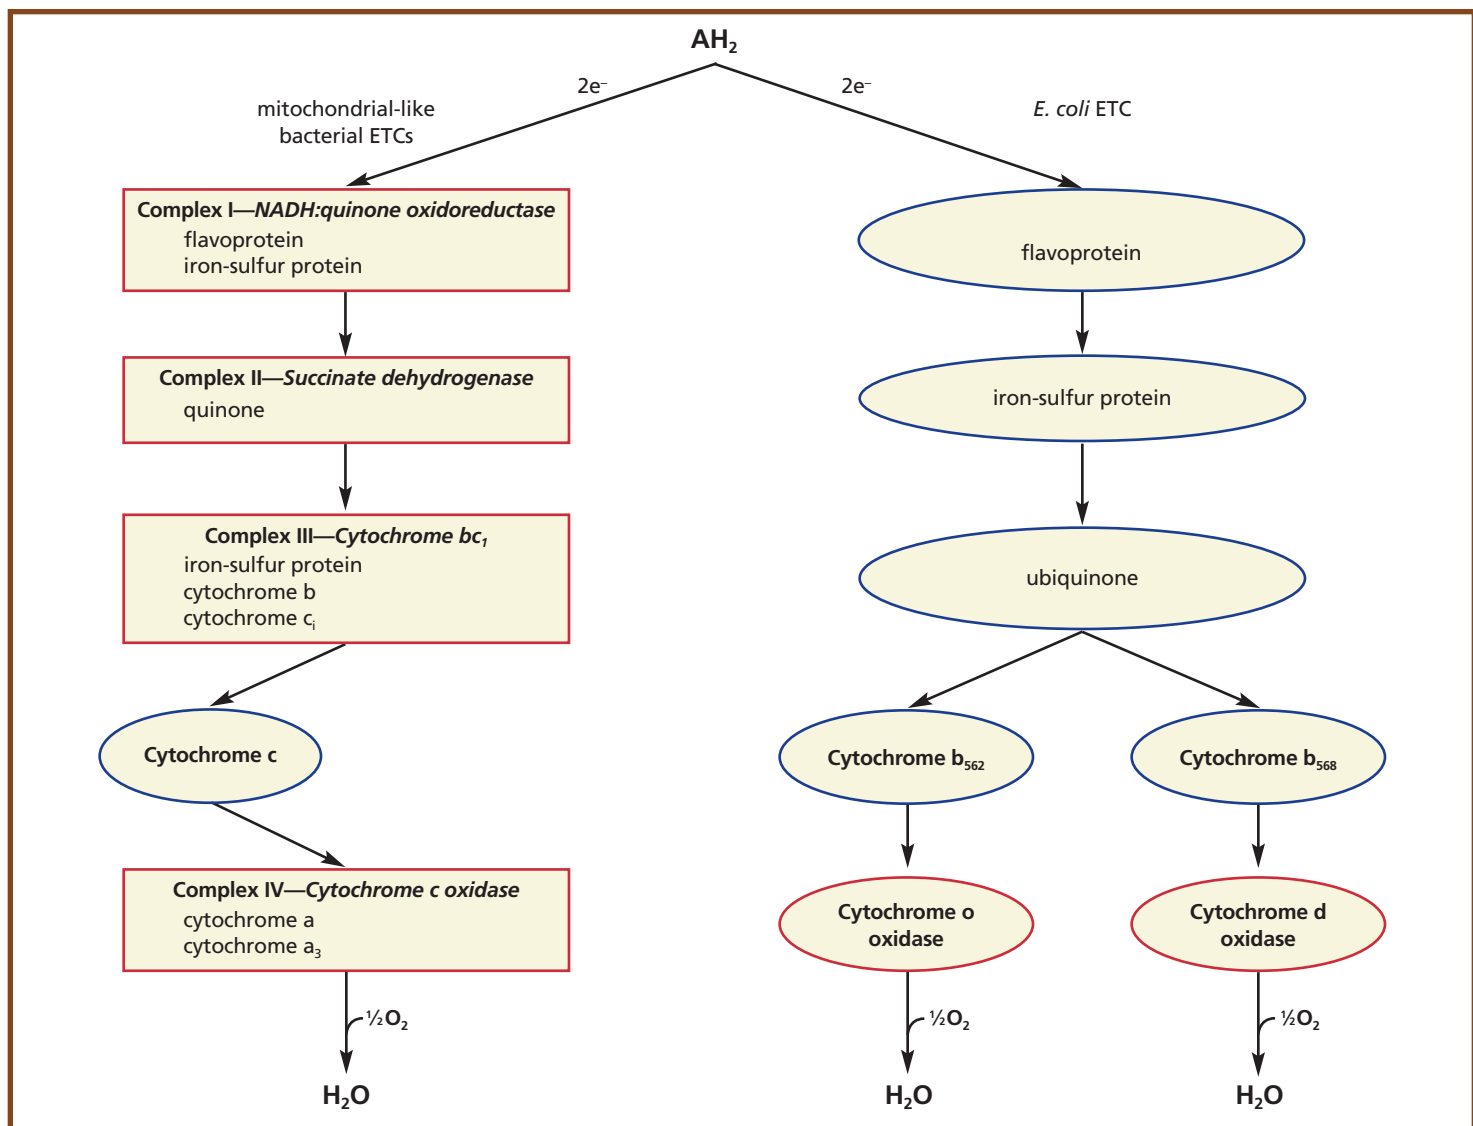 AH₂
2e⁻
2e⁻
mitochondrial-like
bacterial ETCs
E. coli ETC
Complex I—NADH:quinone oxidoreductase
flavoprotein
iron-sulfur protein
flavoprotein
Complex II—Succinate dehydrogenase
quinone
iron-sulfur protein
Complex III—Cytochrome bc₁
iron-sulfur protein
cytochrome b
cytochrome cᵢ
ubiquinone
Cytochrome c
Cytochrome b₅₆₂
Cytochrome b₅₆₈
Complex IV—Cytochrome c oxidase
cytochrome a
cytochrome a₃
Cytochrome o
oxidase
Cytochrome d
oxidase
½O₂
½O₂
½O₂
H₂O
H₂O
H₂O